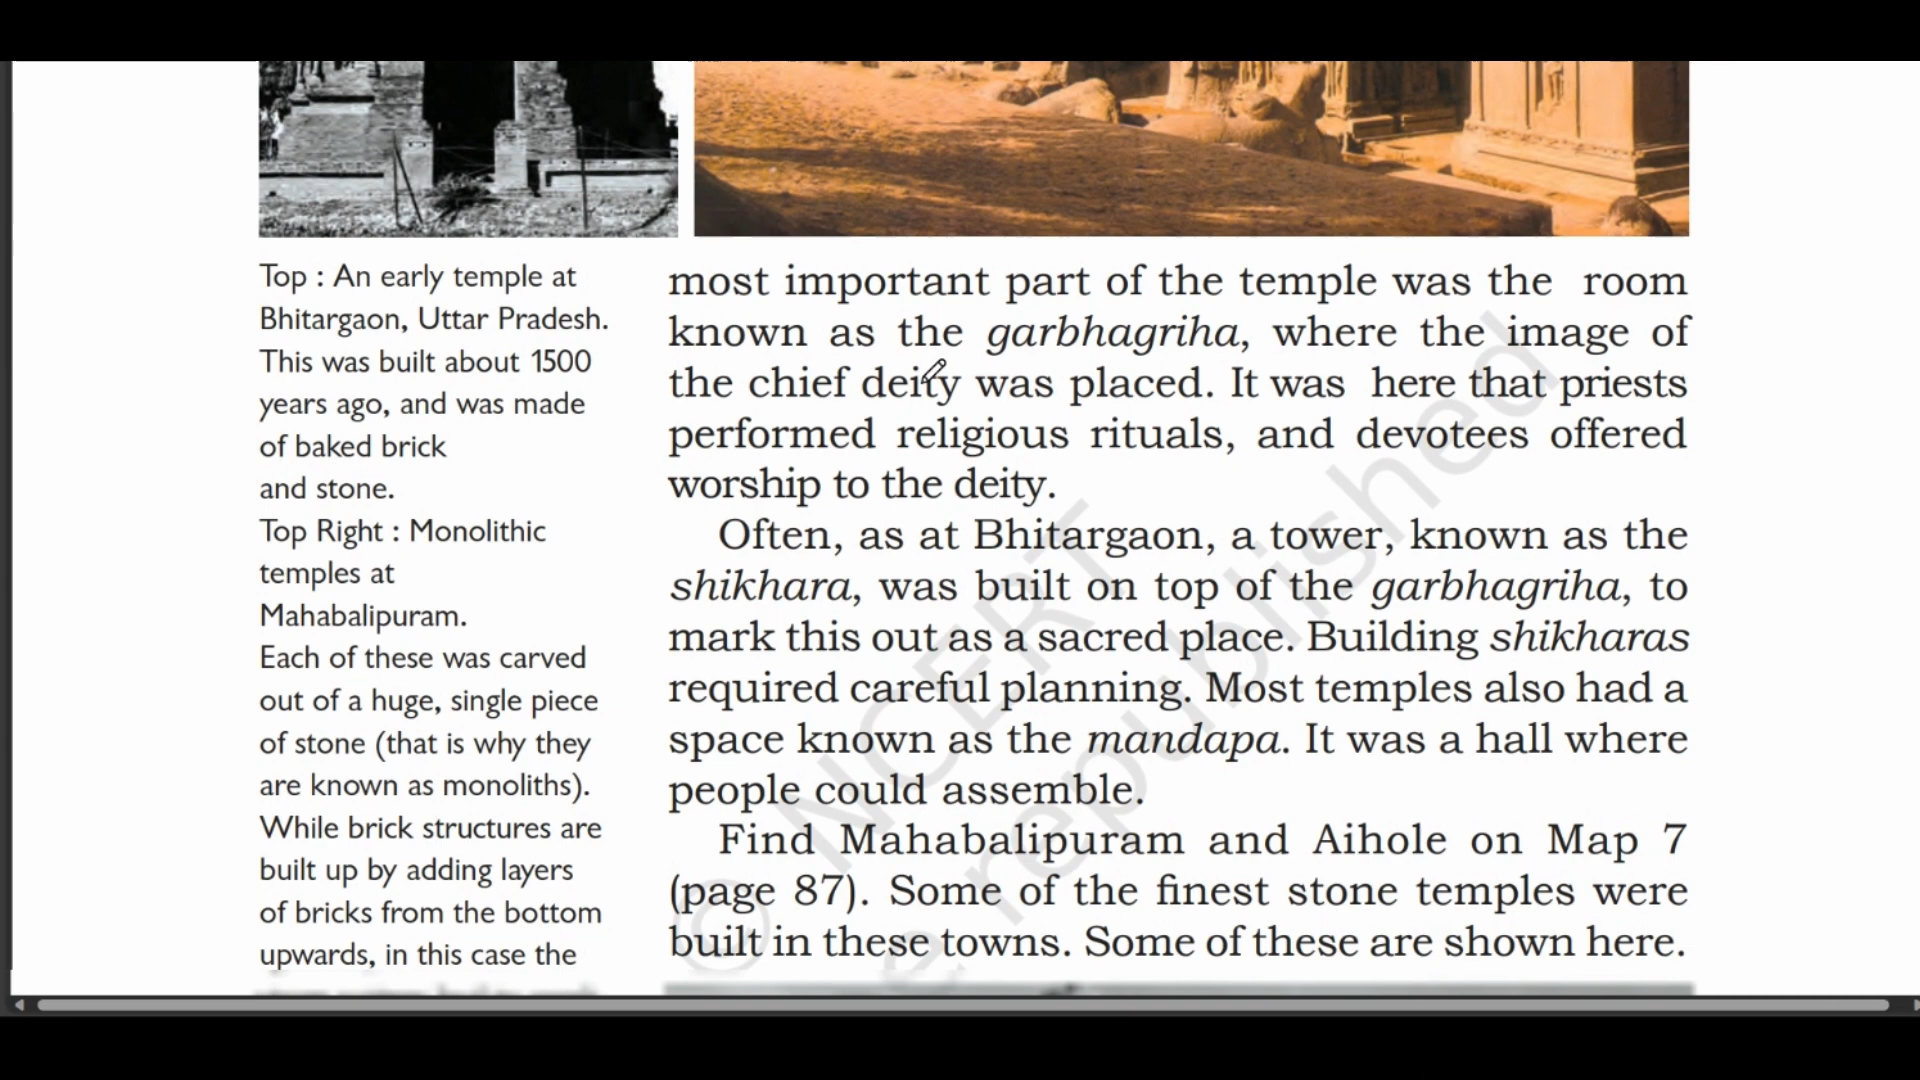 Top : An early temple at
Bhitargaon, Uttar Pradesh.
This was built about 1500
years ago, and was made
of baked brick
and stone.
Top Right : Monolithic
temples at
Mahabalipuram.
Each of these was carved
out of a huge, single piece
of stone (that is why they
are known as monoliths).
While brick structures are
built up by adding layers
of bricks from the bottom
upwards, in this case the
most important part of the temple was the room
known as the garbhagriha, where the image of
the chief deity was placed. It was here that priests
performed religious rituals, and devotees offered
worship to the deity.
Often, as at Bhitargaon, a tower, known as the
shikhara, was built on top of the garbhagriha, to
mark this out as a sacred place. Building shikharas
required careful planning. Most temples also had a
space known as the mandapa. It was a hall where
people could assemble.
Find Mahabalipuram and Aihole on Map 7
(page 87). Some of the finest stone temples were
built in these towns. Some of these are shown here.
© NCERT
e republished